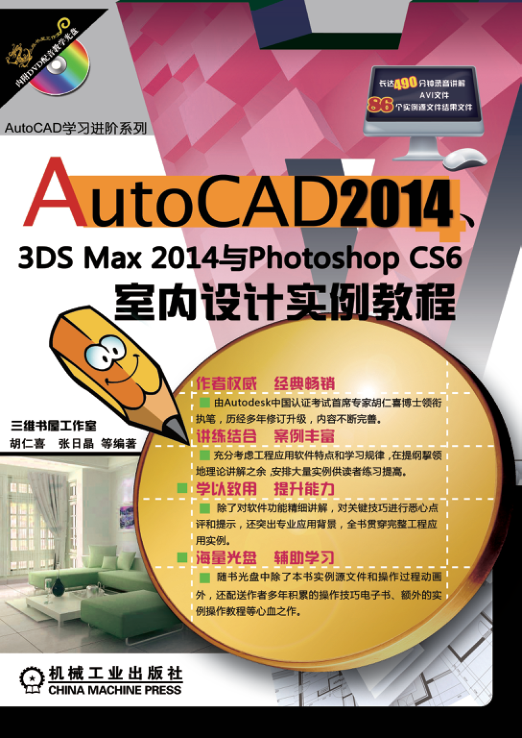 内附DVD配音教学光盘
长达490分钟录音讲解
AVI文件
86个实例源文件结果文件
AutoCAD学习进阶系列
AutoCAD2014、
3DS Max 2014与Photoshop CS6
室内设计实例教程
作者权威 经典畅销
由Autodesk中国认证考试首席专家胡仁喜博士领衔
执笔，历经多年修订升级，内容不断完善。
讲练结合 案例丰富
充分考虑工程应用软件特点和学习规律，在提纲挈领
地理论讲解之余，安排大量实例供读者练习提高。
学以致用 提升能力
除了对软件功能精细讲解，对关键技巧进行悉心点
评和提示，还突出专业应用背景，全书贯穿完整工程应
用实例。
海量光盘 辅助学习
随书光盘中除了本书实例源文件和操作过程动画
外，还配送作者多年积累的操作技巧电子书、额外的实
例操作教程等心血之作。
三维书屋工作室
胡仁喜 张日晶 等编著
机械工业出版社
CHINA MACHINE PRESS